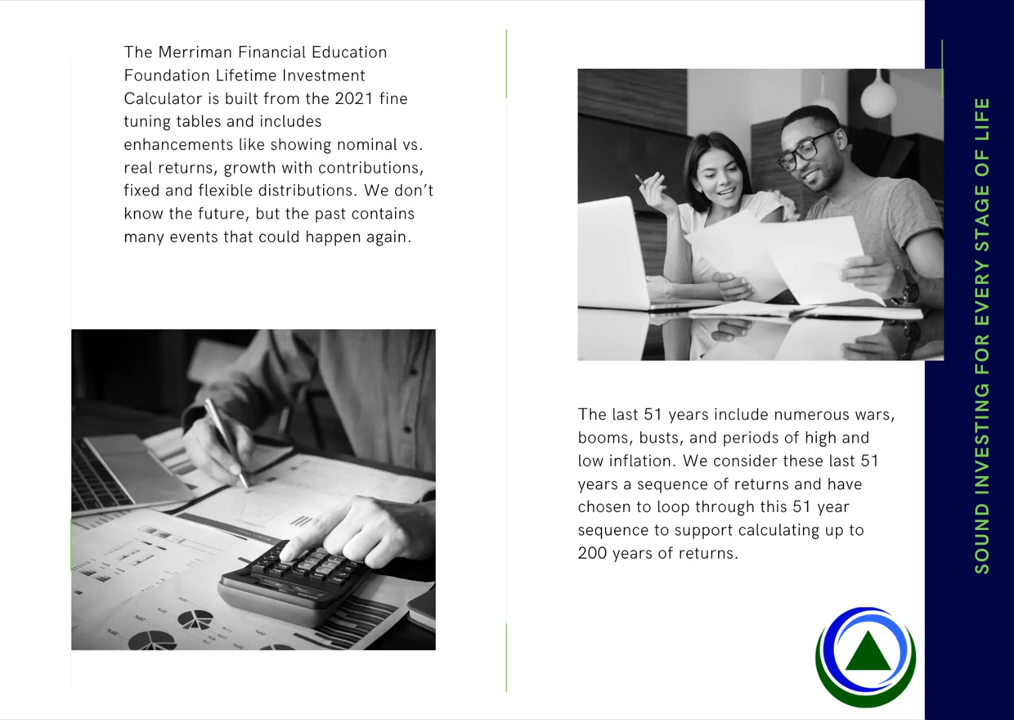 The Merriman Financial Education
Foundation Lifetime Investment
Calculator is built from the 2021 fine
tuning tables and includes
enhancements like showing nominal vs.
real returns, growth with contributions,
fixed and flexible distributions. We don’t
know the future, but the past contains
many events that could happen again.
The last 51 years include numerous wars,
booms, busts, and periods of high and
low inflation. We consider these last 51
years a sequence of returns and have
chosen to loop through this 51 year
sequence to support calculating up to
200 years of returns.
SOUND INVESTING FOR EVERY STAGE OF LIFE